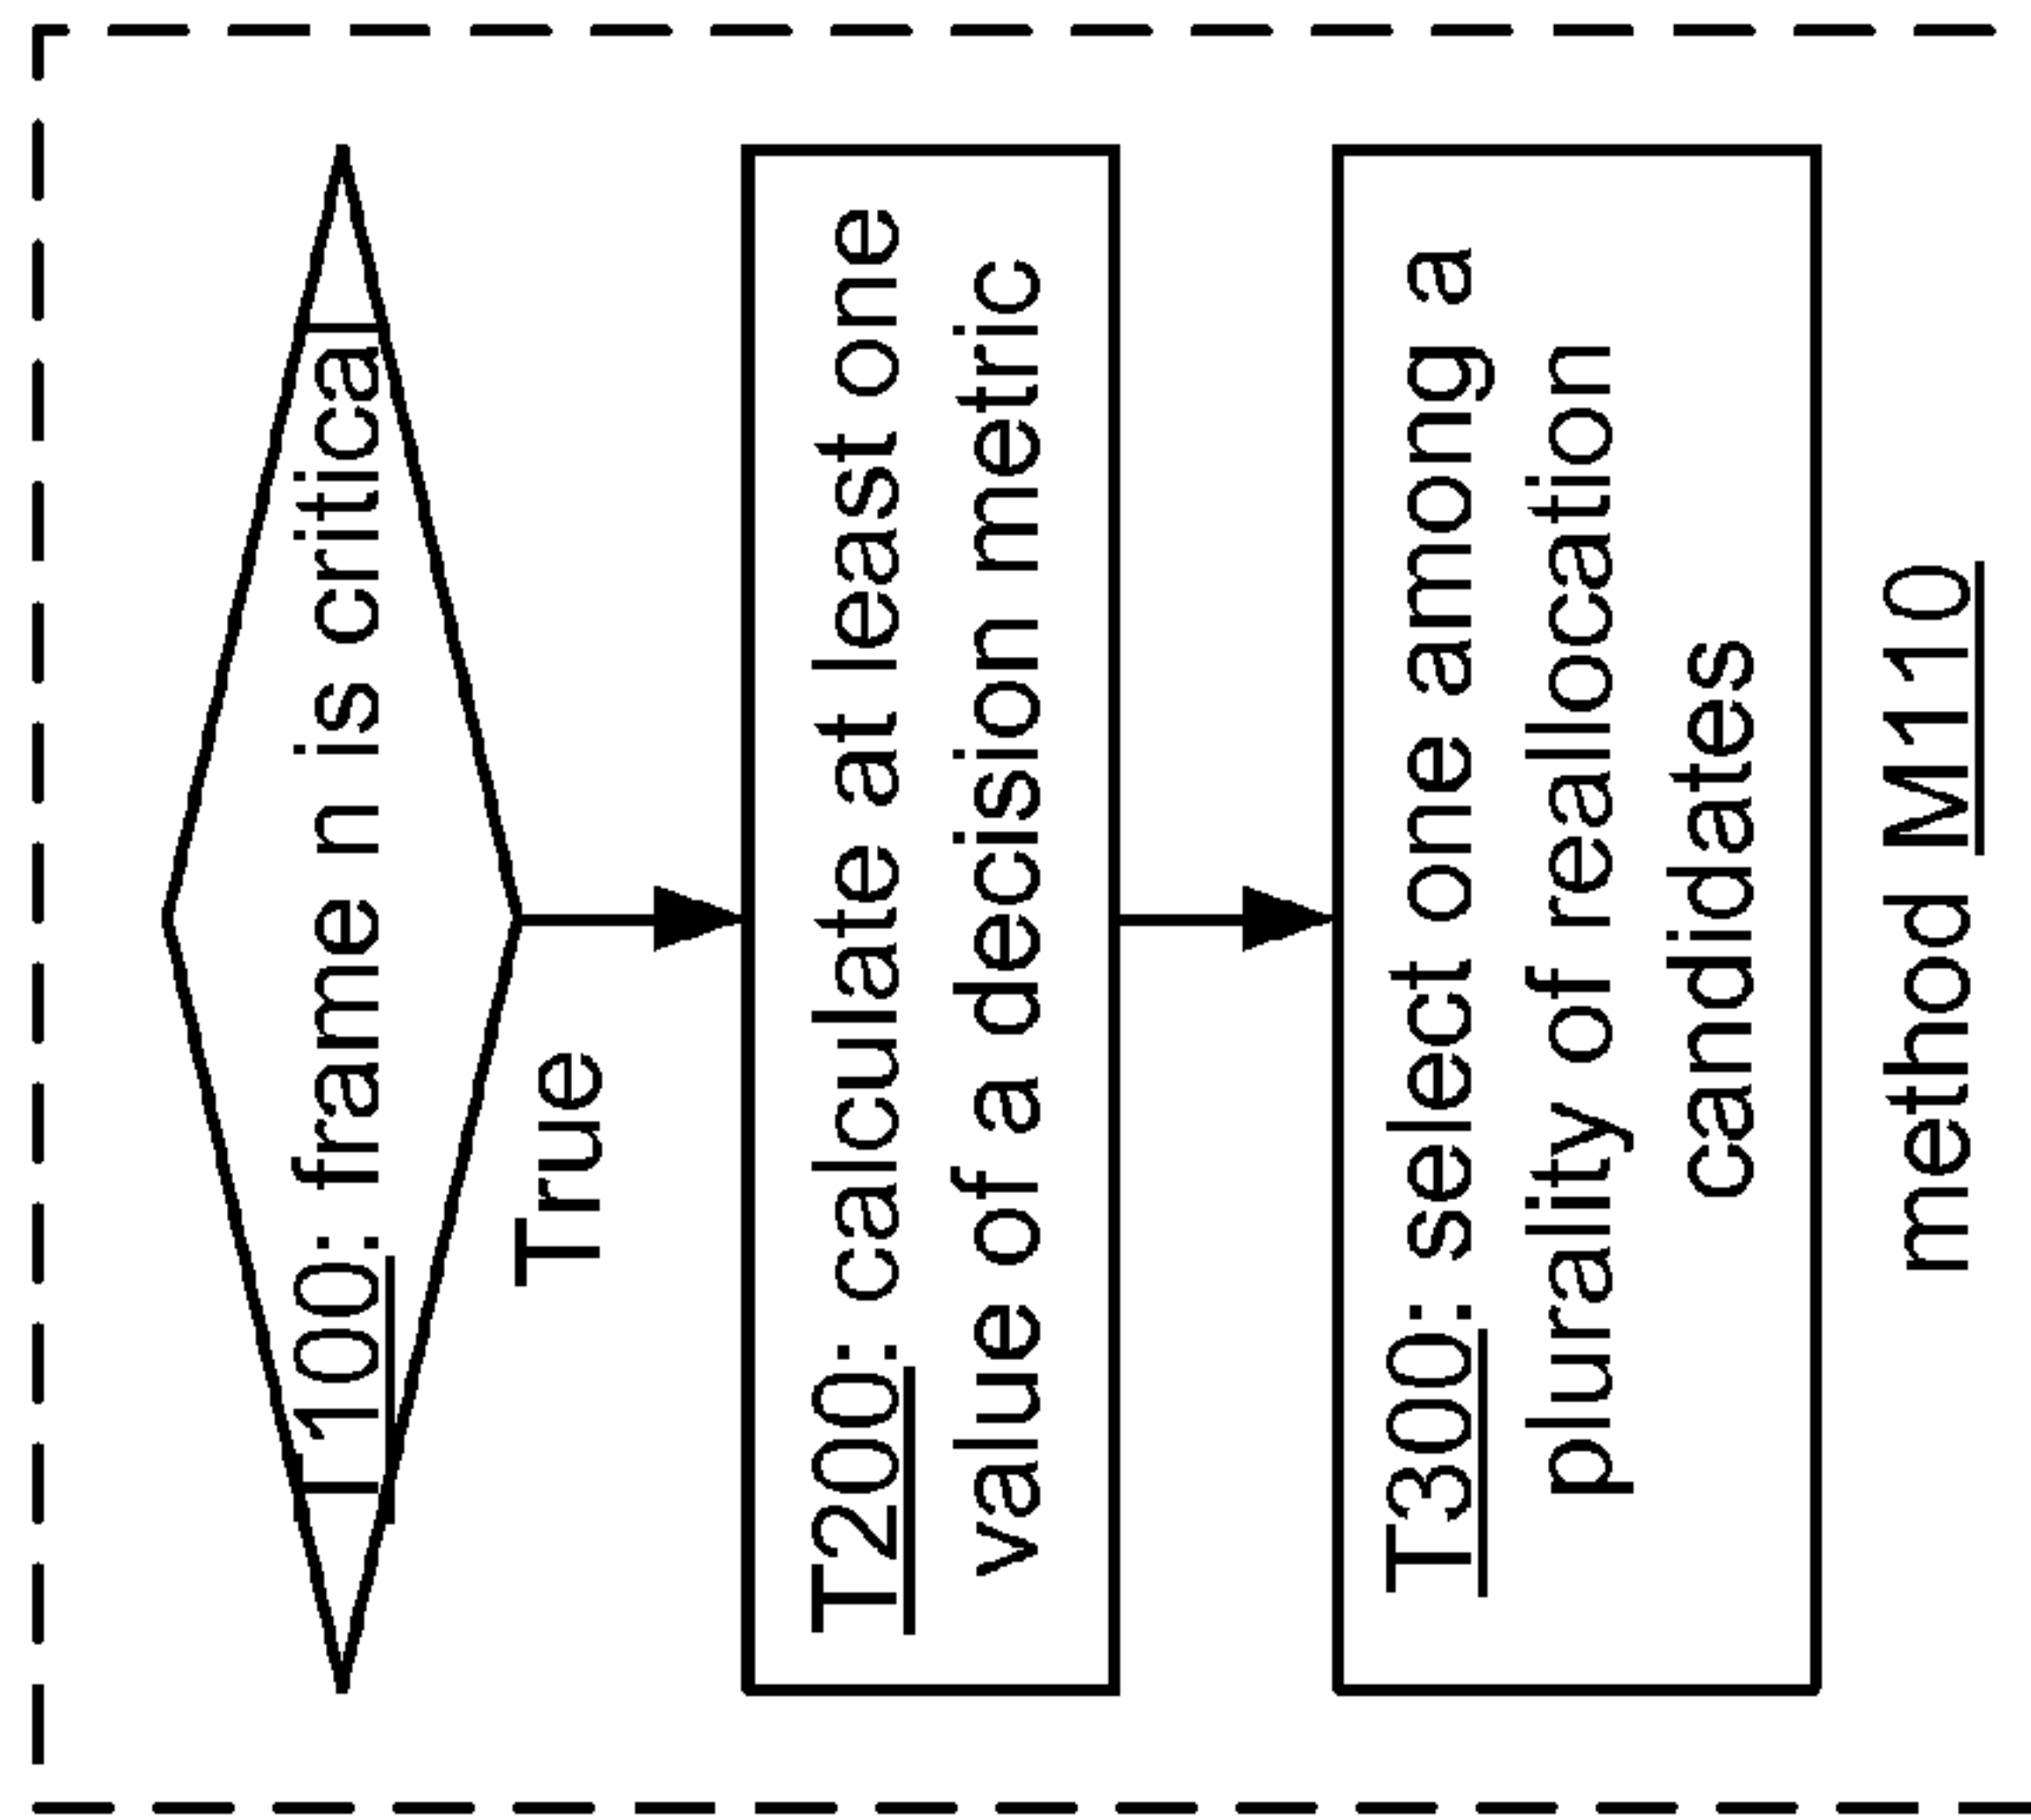 T100: frame n is critical
True
T200: calculate at least one
value of a decision metric
T300: select one among a
plurality of reallocation
candidates
method M110